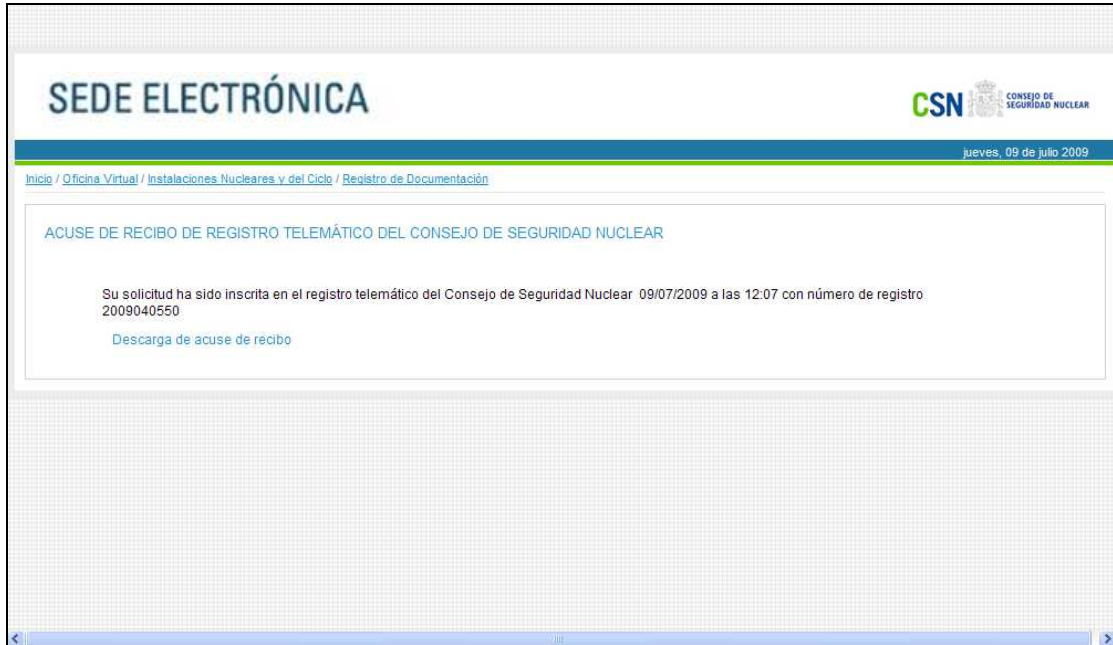 SEDE ELECTRÓNICA
CSN CONSEJO DE
SEGURIDAD NUCLEAR
jueves, 09 de julio 2009
Inicio / Oficina Virtual / Instalaciones Nucleares y del Ciclo / Registro de Documentación
ACUSE DE RECIBO DE REGISTRO TELEMÁTICO DEL CONSEJO DE SEGURIDAD NUCLEAR
Su solicitud ha sido inscrita en el registro telemático del Consejo de Seguridad Nuclear 09/07/2009 a las 12:07 con número de registro
2009040550
Descarga de acuse de recibo